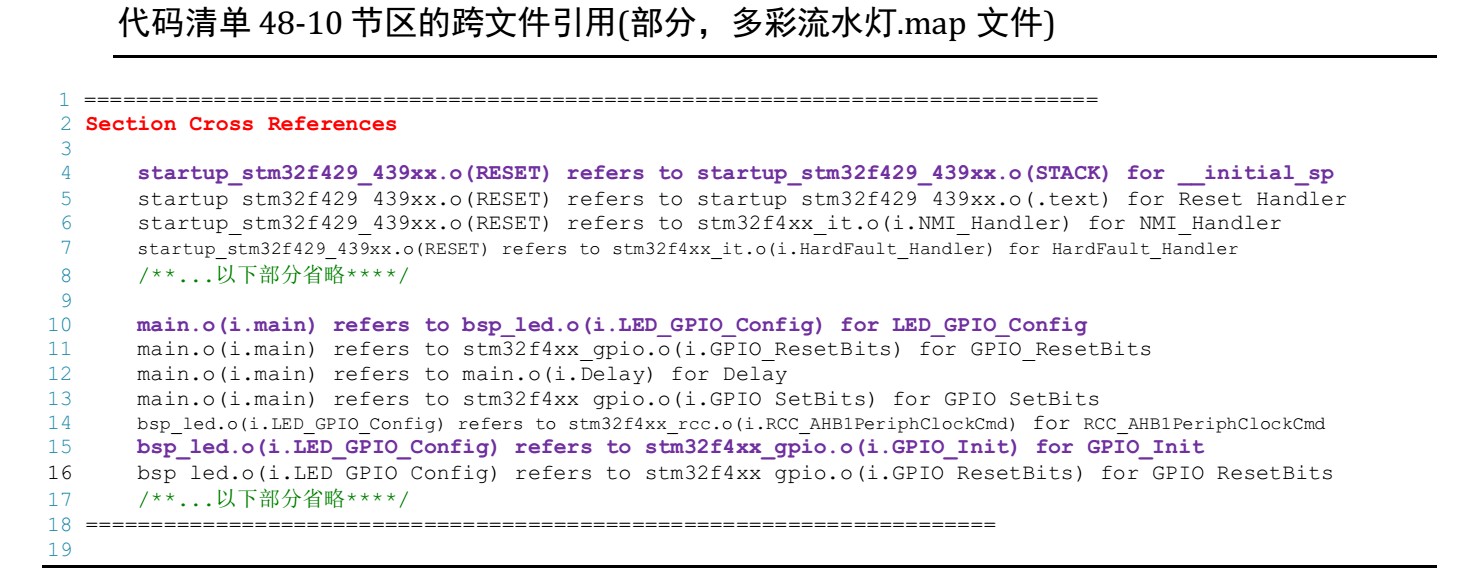 代码清单 48-10 节区的跨文件引用(部分，多彩流水灯.map 文件)
1 ==============================================================================
2 Section Cross References
3
4 startup_stm32f429_439xx.o(RESET) refers to startup_stm32f429_439xx.o(STACK) for __initial_sp
5 startup_stm32f429_439xx.o(RESET) refers to startup_stm32f429_439xx.o(.text) for Reset_Handler
6 startup_stm32f429_439xx.o(RESET) refers to stm32f4xx_it.o(i.NMI_Handler) for NMI_Handler
7 startup_stm32f429_439xx.o(RESET) refers to stm32f4xx_it.o(i.HardFault_Handler) for HardFault_Handler
8 /**...以下部分省略****/
9
10 main.o(i.main) refers to bsp_led.o(i.LED_GPIO_Config) for LED_GPIO_Config
11 main.o(i.main) refers to stm32f4xx_gpio.o(i.GPIO_ResetBits) for GPIO_ResetBits
12 main.o(i.main) refers to main.o(i.Delay) for Delay
13 main.o(i.main) refers to stm32f4xx_gpio.o(i.GPIO_SetBits) for GPIO_SetBits
14 bsp_led.o(i.LED_GPIO_Config) refers to stm32f4xx_rcc.o(i.RCC_AHB1PeriphClockCmd) for RCC_AHB1PeriphClockCmd
15 bsp_led.o(i.LED_GPIO_Config) refers to stm32f4xx_gpio.o(i.GPIO_Init) for GPIO_Init
16 bsp_led.o(i.LED_GPIO_Config) refers to stm32f4xx_gpio.o(i.GPIO_ResetBits) for GPIO_ResetBits
17 /**...以下部分省略****/
18 ======================================================================
19